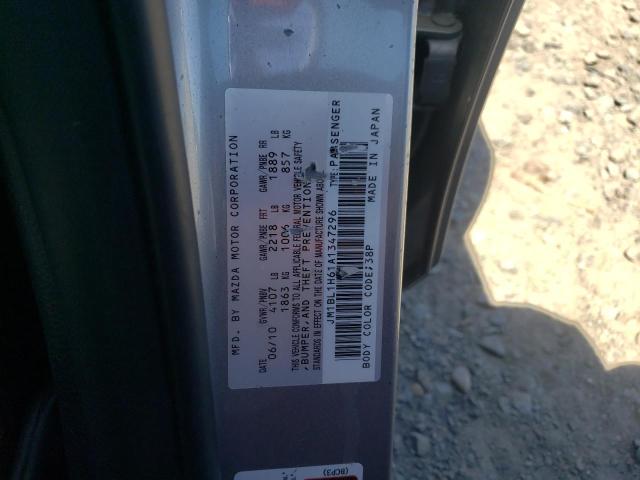 MFD. BY MAZDA MOTOR CORPORATION
DATE GVWR/PNBV GAWR/PNBE FRT GAWR/PNBE RR
06/10 4107 LB 2218 LB 1889 LB
1863 KG 1006 KG 857 KG
THIS VEHICLE CONFORMS TO ALL APPLICABLE FEDERAL MOTOR VEHICLE SAFETY
,BUMPER,AND THEFT PREVENTION
STANDARDS IN EFFECT ON THE DATE OF MANUFACTURE SHOWN ABOVE
JM1BL1H61A1347296 TYPE:PASSENGER
BODY COLOR CODE:38P MADE IN JAPAN
(BCP3)